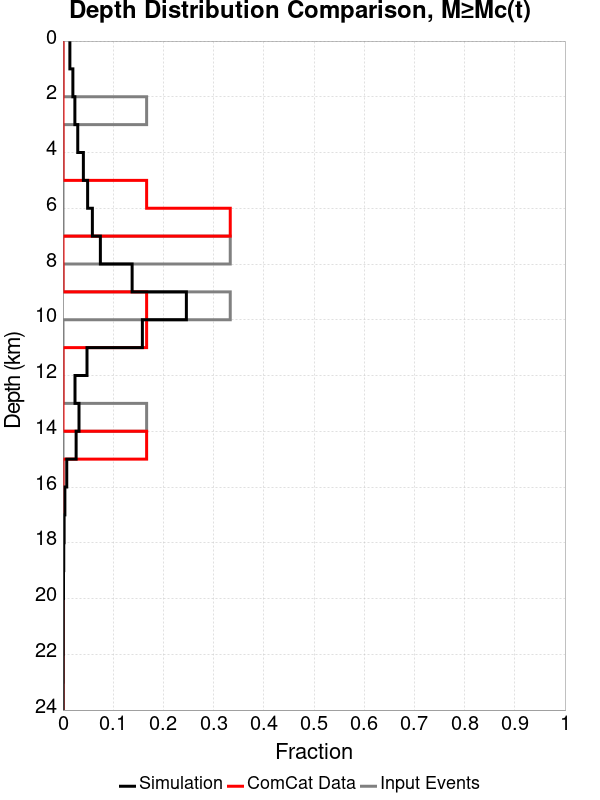 Depth Distribution Comparison, M≥Mc(t)
0
2
4
6
8
10
12
14
16
18
20
22
24
Depth (km)
0 0.1 0.2 0.3 0.4 0.5 0.6 0.7 0.8 0.9 1
Fraction
Simulation ComCat Data Input Events